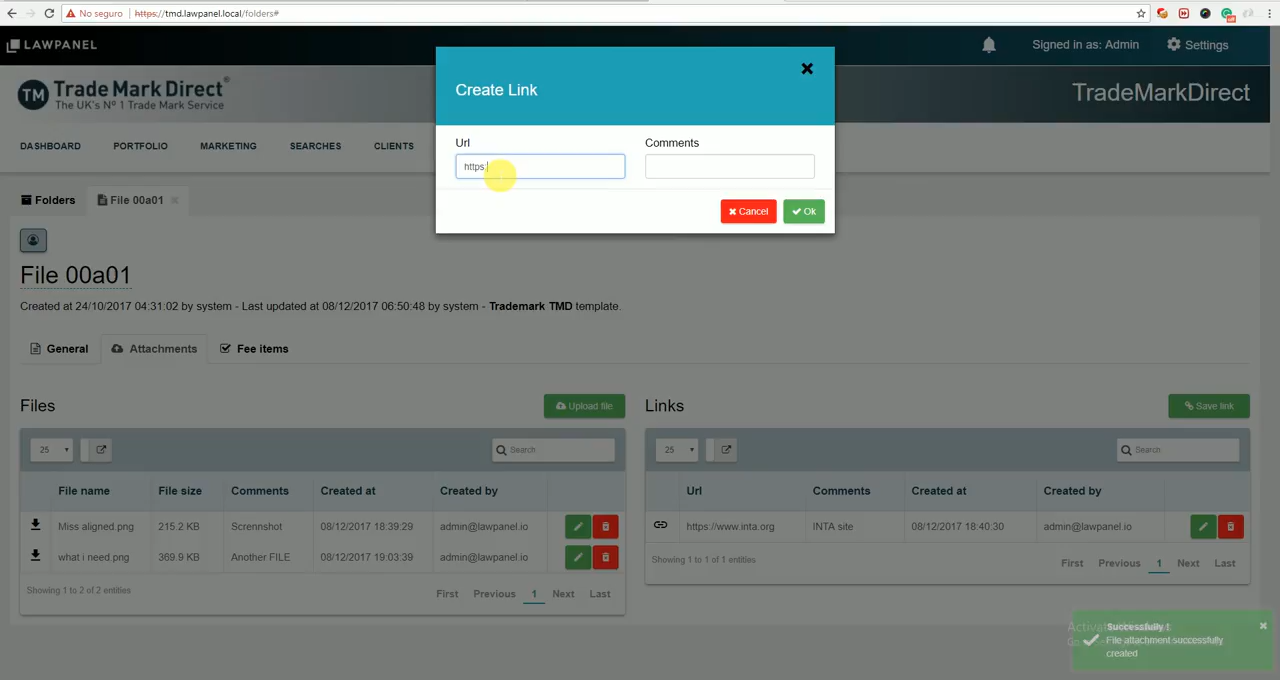 No seguro https://tmd.lawpanel.local/folders#
LAWPANEL
Signed in as: Admin
Settings
TM
Trade Mark Direct®
The UK's Nº 1 Trade Mark Service
TradeMarkDirect
DASHBOARD PORTFOLIO MARKETING SEARCHES CLIENTS
Create Link
Url
Comments
https:
Cancel
Ok
Folders
File 00a01
File 00a01
Created at 24/10/2017 04:31:02 by system - Last updated at 08/12/2017 06:50:48 by system - Trademark TMD template.
General
Attachments
Fee items
Files
Upload file
25
Search
File name File size Comments Created at Created by
Miss aligned.png 215.2 KB Scrennshot 08/12/2017 18:39:29 admin@lawpanel.io
what i need.png 369.9 KB Another FILE 08/12/2017 19:03:39 admin@lawpanel.io
Showing 1 to 2 of 2 entities
First Previous 1 Next Last
Links
Save link
25
Search
Url Comments Created at Created by
https://www.inta.org INTA site 08/12/2017 18:40:30 admin@lawpanel.io
Showing 1 to 1 of 1 entities
First Previous 1 Next Last
Successfully !
File attachment successfully
created